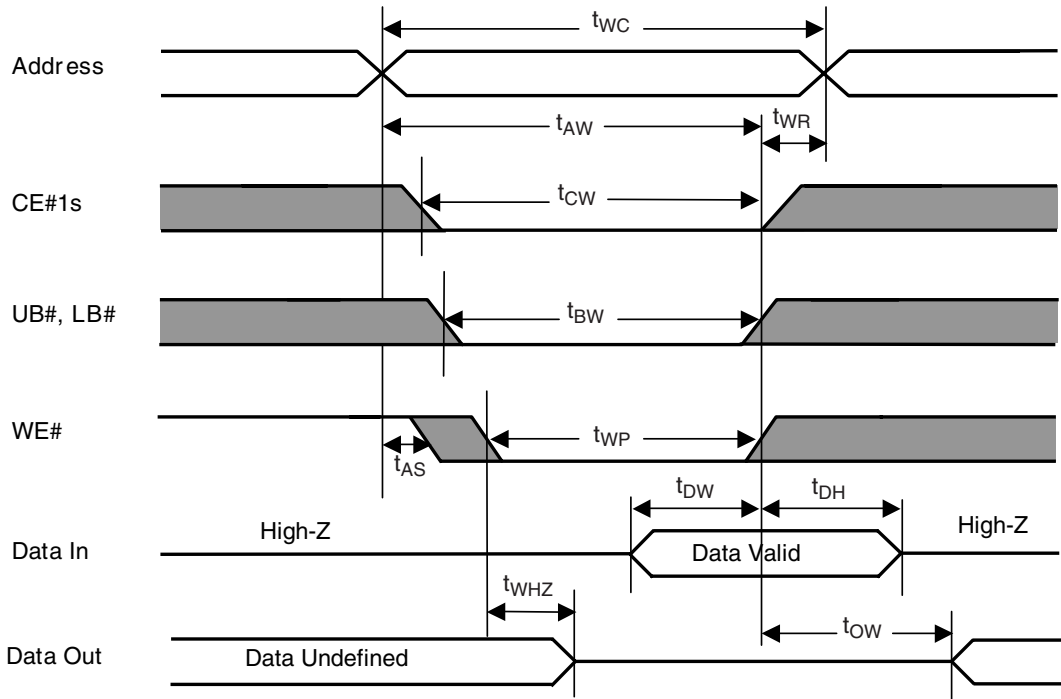 tWC
Address
tAW
tWR
CE#1s
tCW
UB#, LB#
tBW
WE#
tWP
tAS
tDW
tDH
High-Z
High-Z
Data In
Data Valid
tWHZ
tOW
Data Out
Data Undefined